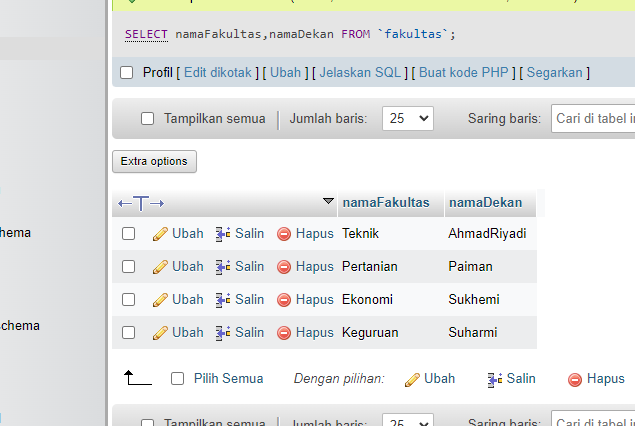 SELECT namaFakultas,namaDekan FROM `fakultas`;
Profil [ Edit dikotak ] [ Ubah ] [ Jelaskan SQL ] [ Buat kode PHP ] [ Segarkan ]
Tampilkan semua Jumlah baris: 25 Saring baris: Cari di tabel in
Extra options
namaFakultas namaDekan
Ubah Salin Hapus Teknik AhmadRiyadi
hema
Ubah Salin Hapus Pertanian Paiman
Ubah Salin Hapus Ekonomi Sukhemi
schema
Ubah Salin Hapus Keguruan Suharmi
Pilih Semua Dengan pilihan: Ubah Salin Hapus
Tampilkan semua Jumlah baris: 25 Saring baris: Cari di tabel in